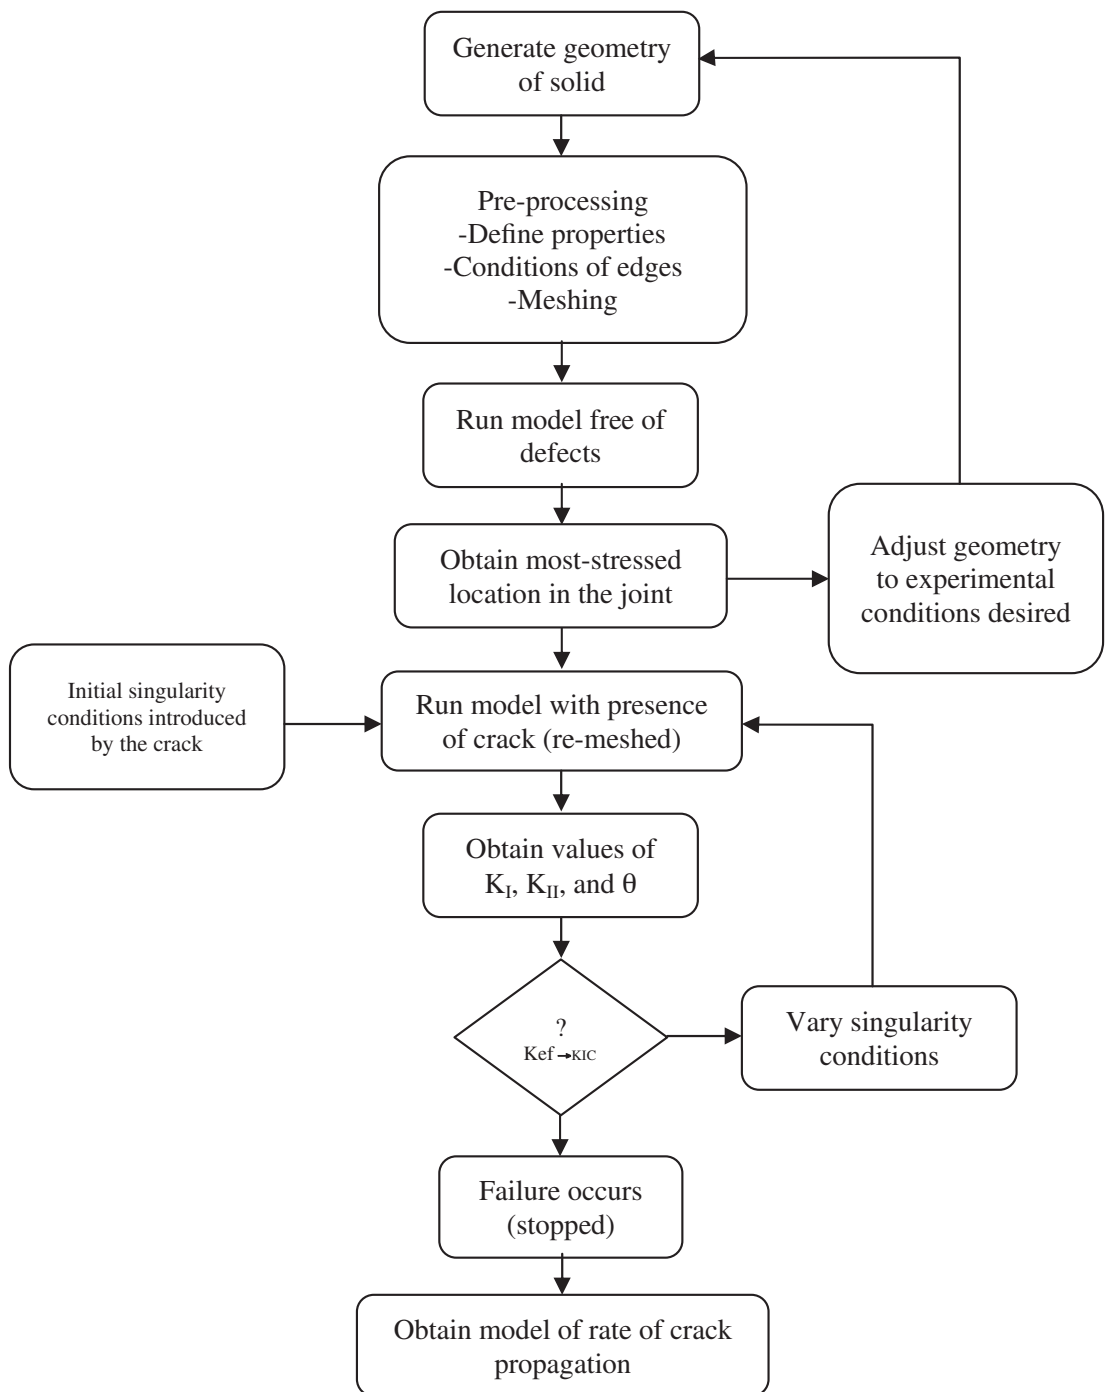 Generate geometry
of solid
Pre-processing
-Define properties
-Conditions of edges
-Meshing
Run model free of
defects
Obtain most-stressed
location in the joint
Adjust geometry
to experimental
conditions desired
Initial singularity
conditions introduced
by the crack
Run model with presence
of crack (re-meshed)
Obtain values of
K_I, K_II, and θ
?
Kef→KIC
Vary singularity
conditions
Failure occurs
(stopped)
Obtain model of rate of crack
propagation